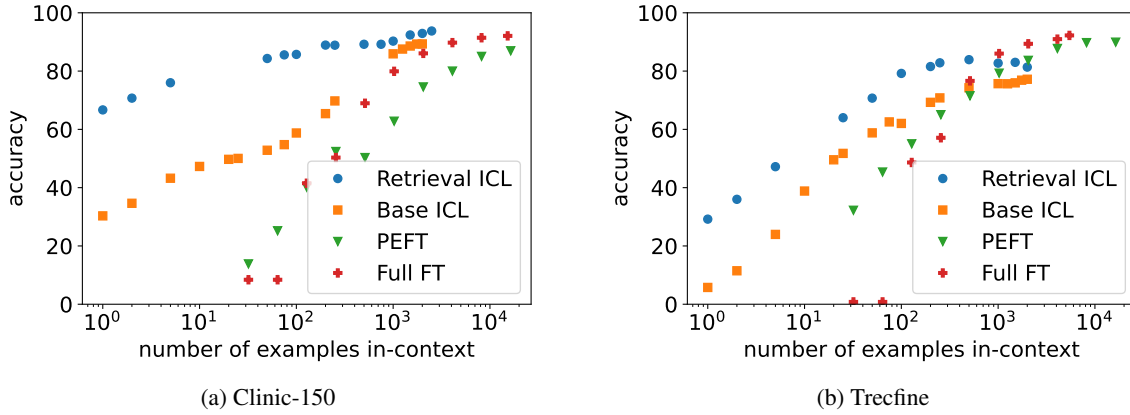 100
80
60
40
20
0
accuracy
Retrieval ICL
Base ICL
PEFT
Full FT
10^0
10^1
10^2
10^3
10^4
number of examples in-context
(a) Clinic-150
100
80
60
40
20
0
accuracy
Retrieval ICL
Base ICL
PEFT
Full FT
10^0
10^1
10^2
10^3
10^4
number of examples in-context
(b) Trecfine